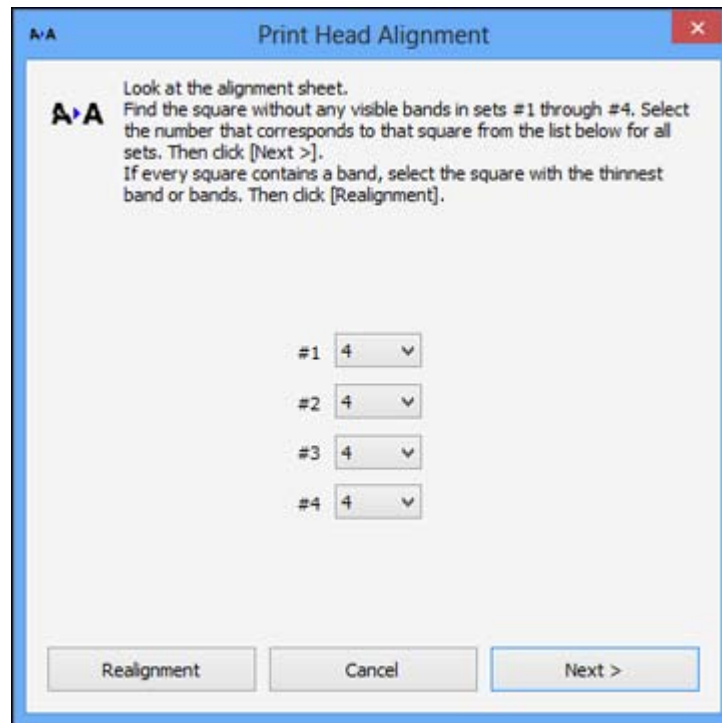 A▸A Print Head Alignment
A▸A
Look at the alignment sheet.
Find the square without any visible bands in sets #1 through #4. Select
the number that corresponds to that square from the list below for all
sets. Then click [Next >].
If every square contains a band, select the square with the thinnest
band or bands. Then click [Realignment].
#1 4
#2 4
#3 4
#4 4
Realignment Cancel Next >